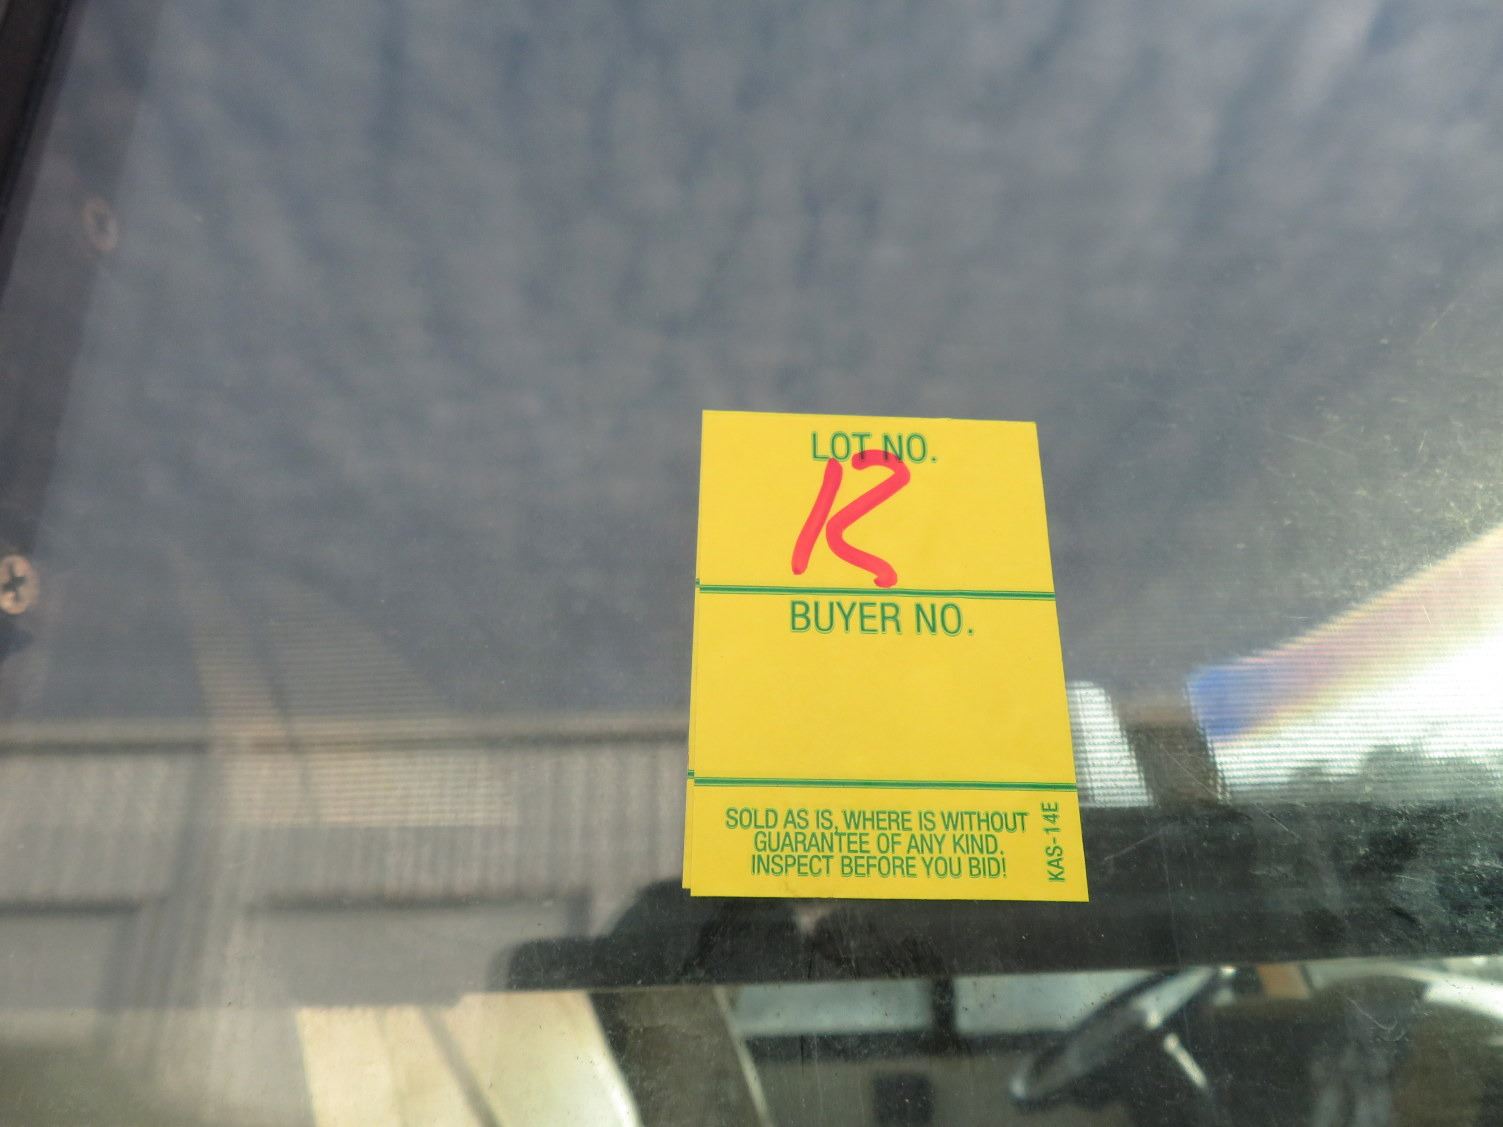 LOT NO.
12
BUYER NO.
SOLD AS IS, WHERE IS WITHOUT
GUARANTEE OF ANY KIND.
INSPECT BEFORE YOU BID!
KAS-14E